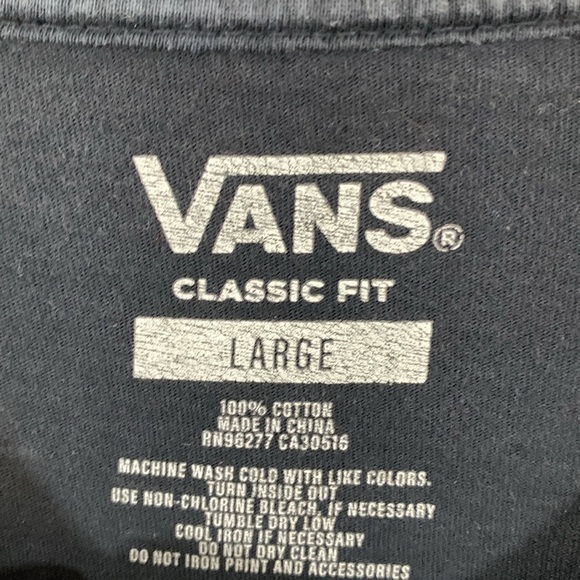 VANS®
CLASSIC FIT
LARGE
100% COTTON
MADE IN CHINA
RN96277 CA30516
MACHINE WASH COLD WITH LIKE COLORS.
TURN INSIDE OUT
USE NON-CHLORINE BLEACH, IF NECESSARY
TUMBLE DRY LOW
COOL IRON IF NECESSARY
DO NOT DRY CLEAN
DO NOT IRON PRINT AND ACCESSORIES